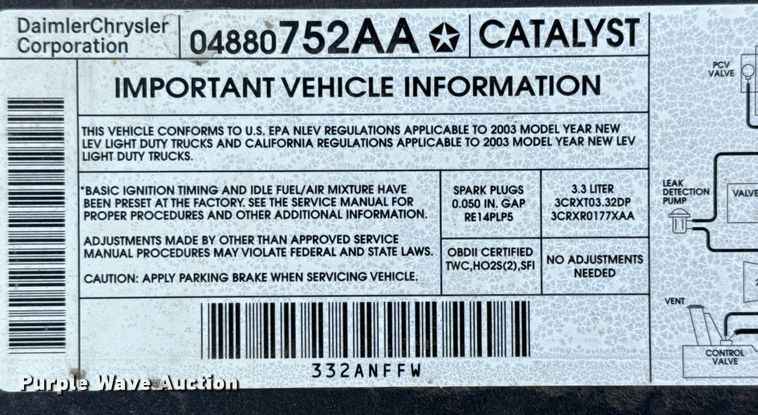 DaimlerChrysler
Corporation
04880752AA
CATALYST
IMPORTANT VEHICLE INFORMATION
THIS VEHICLE CONFORMS TO U.S. EPA NLEV REGULATIONS APPLICABLE TO 2003 MODEL YEAR NEW
LEV LIGHT DUTY TRUCKS AND CALIFORNIA REGULATIONS APPLICABLE TO 2003 MODEL YEAR NEW LEV
LIGHT DUTY TRUCKS.
*BASIC IGNITION TIMING AND IDLE FUEL/AIR MIXTURE HAVE
BEEN PRESET AT THE FACTORY. SEE THE SERVICE MANUAL FOR
PROPER PROCEDURES AND OTHER ADDITIONAL INFORMATION.
ADJUSTMENTS MADE BY OTHER THAN APPROVED SERVICE
MANUAL PROCEDURES MAY VIOLATE FEDERAL AND STATE LAWS.
CAUTION: APPLY PARKING BRAKE WHEN SERVICING VEHICLE.
SPARK PLUGS
0.050 IN. GAP
RE14PLP5
3.3 LITER
3CRXT03.32DP
3CRXR0177XAA
OBDII CERTIFIED
TWC,HO2S(2),SFI
NO ADJUSTMENTS
NEEDED
332ANFFW
PCV
VALVE
LEAK
DETECTION
PUMP
VALVE
VENT
CONTROL
VALVE
Purple Wave Auction